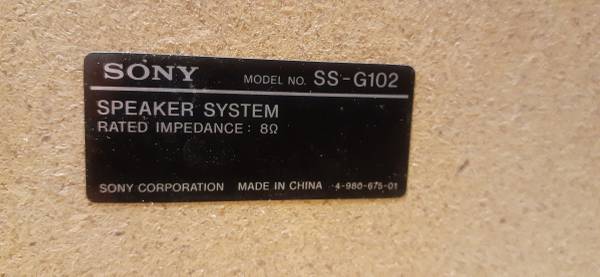 SONY MODEL NO. SS-G102
SPEAKER SYSTEM
RATED IMPEDANCE: 8Ω
SONY CORPORATION MADE IN CHINA 4-980-675-01